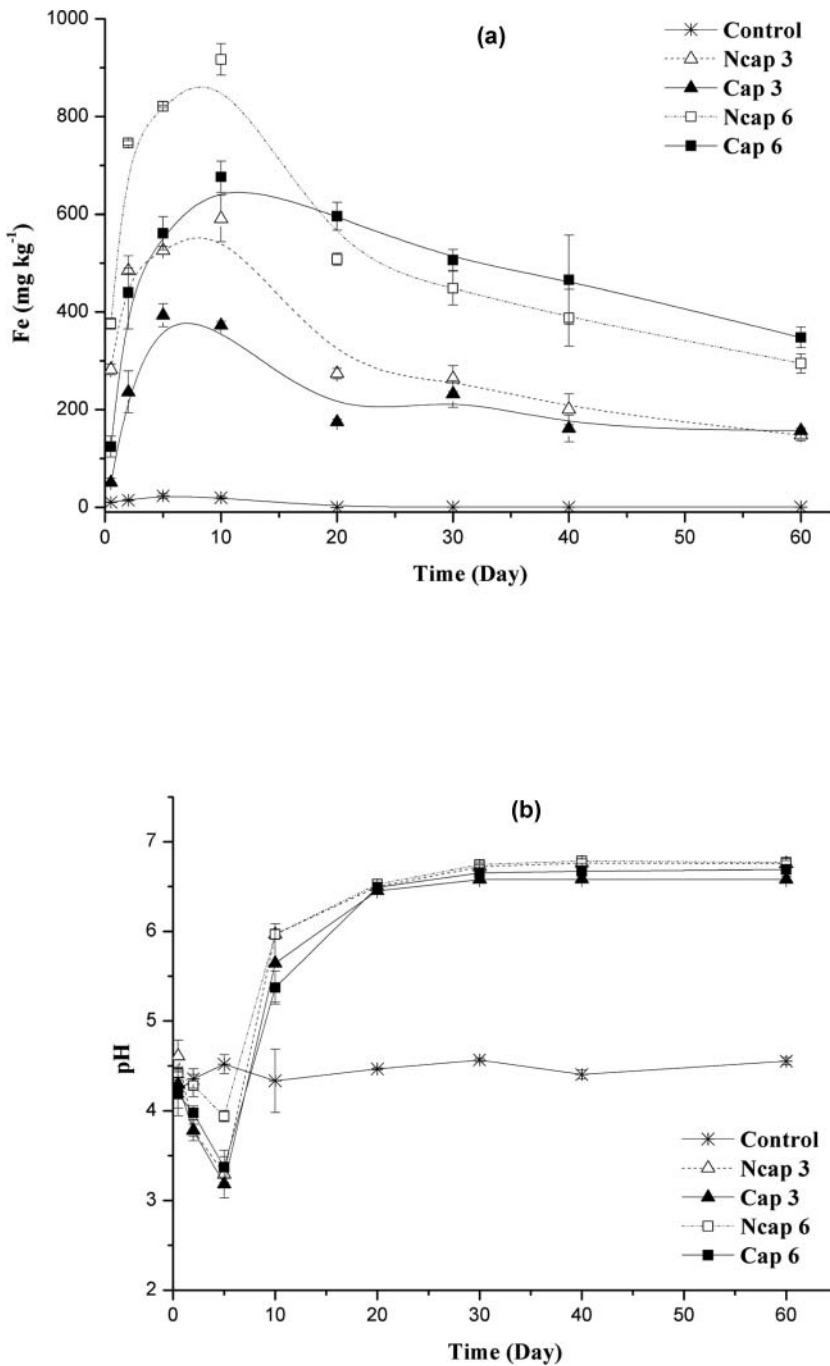 (a)
Control
Ncap 3
Cap 3
Ncap 6
Cap 6
1000
800
600
400
200
0
Fe (mg kg⁻¹)
0 10 20 30 40 50 60
Time (Day)
(b)
7
6
5
4
3
2
pH
Control
Ncap 3
Cap 3
Ncap 6
Cap 6
0 10 20 30 40 50 60
Time (Day)